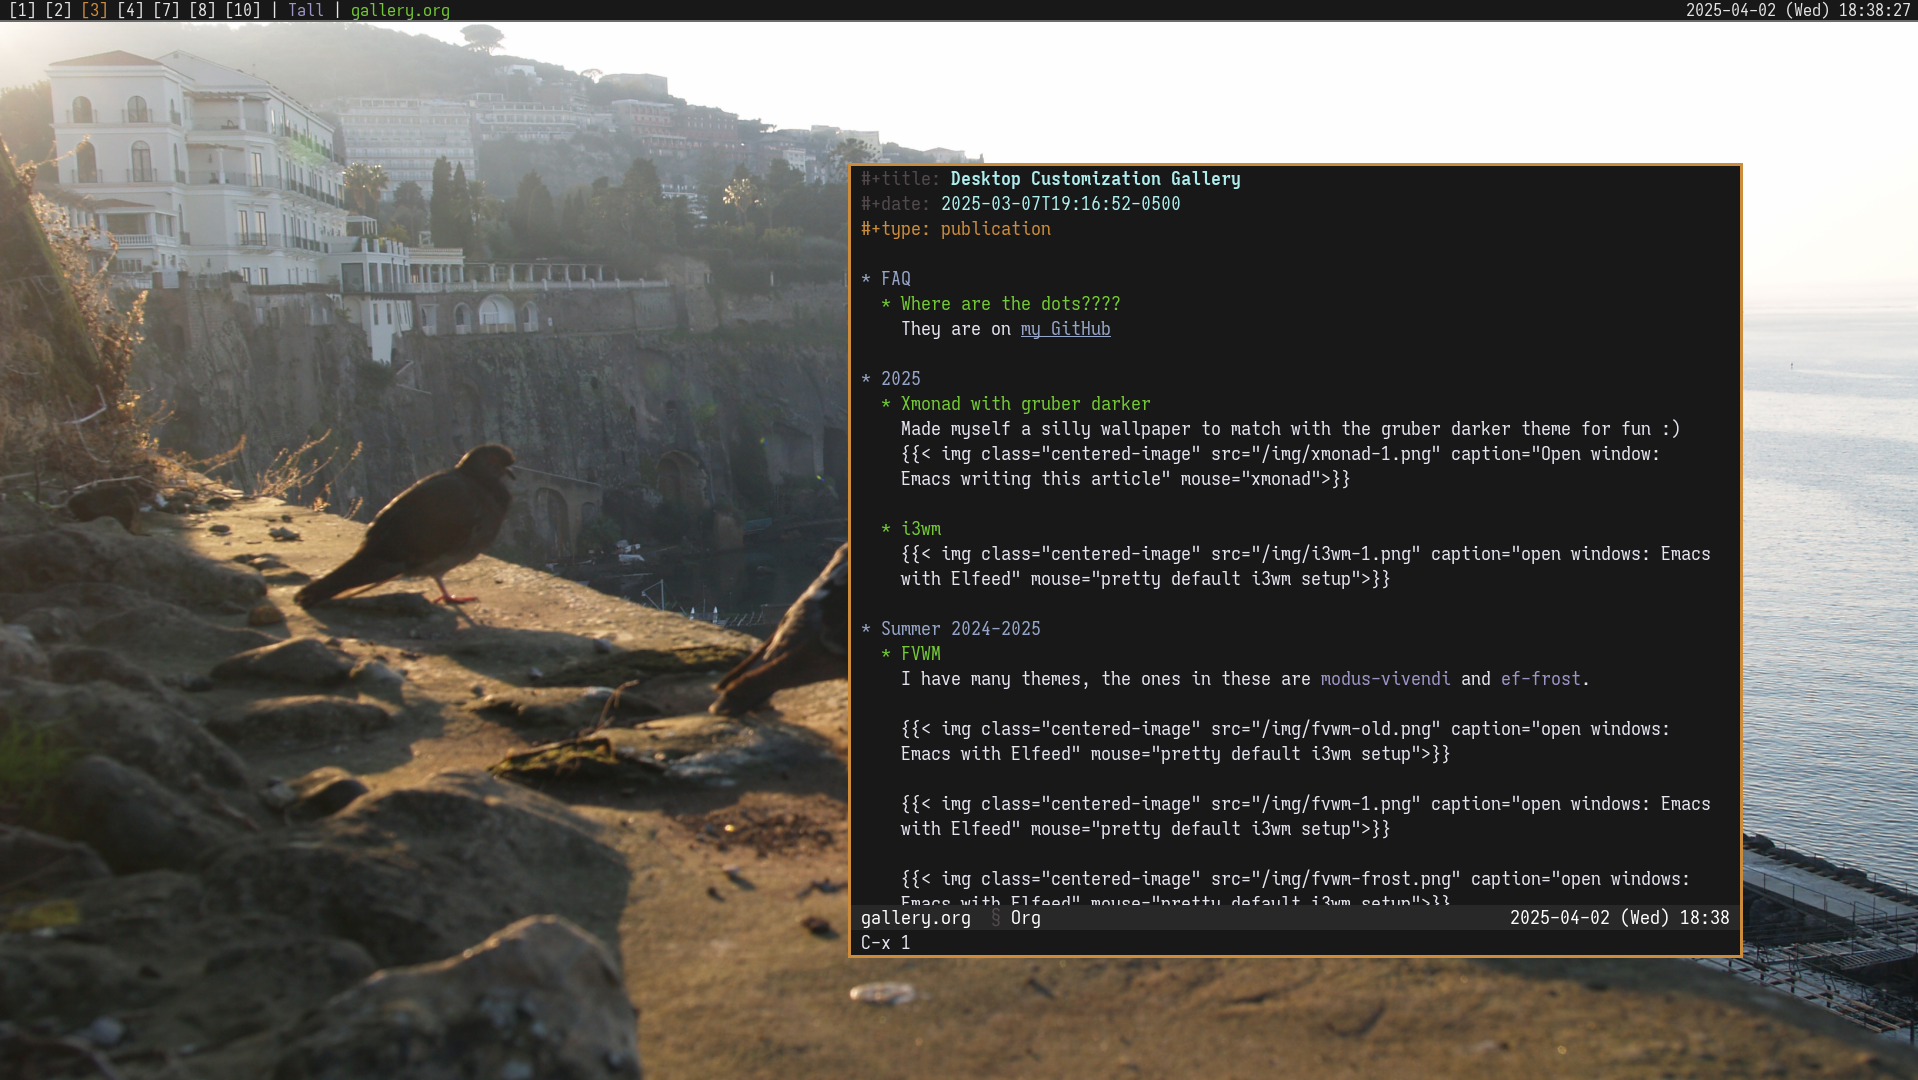 [1] [2] [3] [4] [7] [8] [10] | Tall | gallery.org
2025-04-02 (Wed) 18:38:27
#+title: Desktop Customization Gallery
#+date: 2025-03-07T19:16:52-0500
#+type: publication
* FAQ
* Where are the dots????
They are on my GitHub
* 2025
* Xmonad with gruber darker
Made myself a silly wallpaper to match with the gruber darker theme for fun :)
{{< img class="centered-image" src="/img/xmonad-1.png" caption="Open window:
Emacs writing this article" mouse="xmonad">}}
* i3wm
{{< img class="centered-image" src="/img/i3wm-1.png" caption="open windows: Emacs
with Elfeed" mouse="pretty default i3wm setup">}}
* Summer 2024-2025
* FVWM
I have many themes, the ones in these are modus-vivendi and ef-frost.
{{< img class="centered-image" src="/img/fvwm-old.png" caption="open windows:
Emacs with Elfeed" mouse="pretty default i3wm setup">}}
{{< img class="centered-image" src="/img/fvwm-1.png" caption="open windows: Emacs
with Elfeed" mouse="pretty default i3wm setup">}}
{{< img class="centered-image" src="/img/fvwm-frost.png" caption="open windows:
Emacs with Elfeed" mouse="pretty default i3wm setup">}}
gallery.org § Org
2025-04-02 (Wed) 18:38
C-x 1